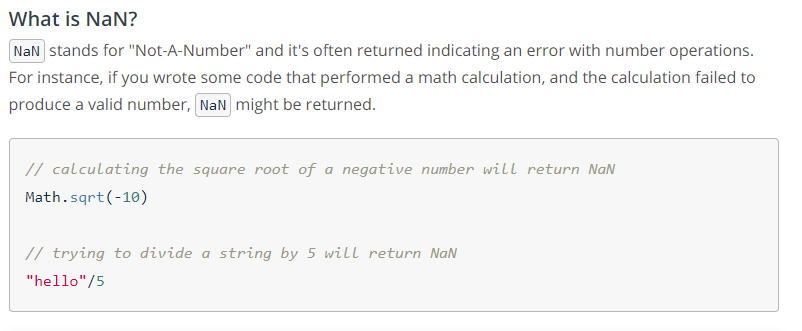 What is NaN?
NaN stands for "Not-A-Number" and it's often returned indicating an error with number operations.
For instance, if you wrote some code that performed a math calculation, and the calculation failed to
produce a valid number, NaN might be returned.
// calculating the square root of a negative number will return NaN
Math.sqrt(-10)
// trying to divide a string by 5 will return NaN
"hello"/5